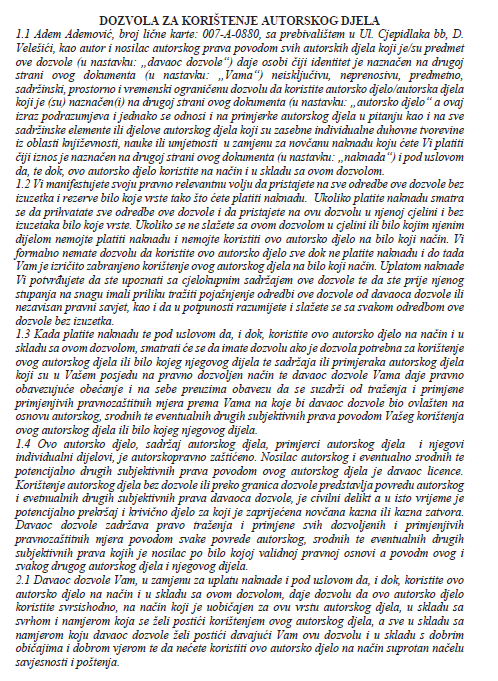 DOZVOLA ZA KORIŠTENJE AUTORSKOG DJELA
1.1 Adem Ademović, broj lične karte: 007-A-0880, sa prebivalištem u Ul. Cjepidlaka bb, D.
Velešići, kao autor i nosilac autorskog prava povodom svih autorskih djela koji je/su predmet
ove dozvole (u nastavku: „davaoc dozvole“) daje osobi čiji identitet je naznačen na drugoj
strani ovog dokumenta (u nastavku: „Vama“) neisključivu, neprenosivu, predmetno,
sadržinski, prostorno i vremenski ograničenu dozvolu da koristite autorsko djelo/autorska djela
koji je (su) naznačen(i) na drugoj strani ovog dokumenta (u nastavku: „autorsko djelo“ a ovaj
izraz podrazumjeva i jednako se odnosi i na primjerke autorskog djela u pitanju kao i na sve
sadržinske elemente ili djelove autorskog djela koji su zasebne individualne duhovne tvorevine
iz oblasti književnosti, nauke ili umjetnosti u zamjenu za novčanu naknadu koju ćete Vi platiti
čiji iznos je naznačen na drugoj strani ovog dokumenta (u nastavku: „naknada“) i pod uslovom
da, te dok, ovo autorsko djelo koristite na način i u skladu sa ovom dozvolom.
1.2 Vi manifestujete svoju pravno relevantnu volju da pristajete na sve odredbe ove dozvole bez
izuzetka i rezerve bilo koje vrste tako što ćete platiti naknadu. Ukoliko platite naknadu smatra
se da prihvatate sve odredbe ove dozvole i da pristajete na ovu dozvolu u njenoj cjelini i bez
izuzetaka bilo koje vrste. Ukoliko se ne slažete sa ovom dozvolom u cjelini ili bilo kojim njenim
dijelom nemojte platiti naknadu i nemojte koristiti ovo autorsko djelo na bilo koji način. Vi
formalno nemate dozvolu da koristite ovo autorsko djelo sve dok ne platite naknadu i do tada
Vam je izričito zabranjeno korištenje ovog autorskog djela na bilo koji način. Uplatom naknade
Vi potvrđujete da ste upoznati sa cjelokupnim sadržajem ove dozvole te da ste prije njenog
stupanja na snagu imali priliku tražiti pojašnjenje odredbi ove dozvole od davaoca dozvole ili
nezavisan pravni savjet, kao i da u potpunosti razumijete i slažete se sa svakom odredbom ove
dozvole bez izuzetka.
1.3 Kada platite naknadu te pod uslovom da, i dok, koristite ovo autorsko djelo na način i u
skladu sa ovom dozvolom, smatrat će se da imate dozvolu ako je dozvola potrebna za korištenje
ovog autorskog djela ili bilo kojeg njegovog dijela te sadržaja ili primjeraka autorskog djela
koji su u Vašem posjedu na pravno dozvoljen način te davaoc dozvole Vama daje pravno
obavezujuće obećanje i na sebe preuzima obavezu da se suzdrži od traženja i primjene
primjenjivih pravnozaštitnih mjera prema Vama na koje bi davaoc dozvole bio ovlašten na
osnovu autorskog, srodnih te eventualnih drugih subjektivnih prava povodom Vašeg korištenja
ovog autorskog djela ili bilo kojeg njegovog dijela.
1.4 Ovo autorsko djelo, sadržaj autorskog djela, primjerci autorskog djela i njegovi
individualni dijelovi, je autorskopravno zaštićeno. Nosilac autorskog i eventualno srodnih te
potencijalno drugih subjektivnih prava povodom ovog autorskog djela je davaoc licence.
Korištenje autorskog djela bez dozvole ili preko granica dozvole predstavlja povredu autorskog
i evetnualnih drugih subjektivnih prava davaoca dozvole, je civilni delikt a u isto vrijeme je
potencijalno prekršaj i krivično djelo za koji je zaprijećena novčana kazna ili kazna zatvora.
Davaoc dozvole zadržava pravo traženja i primjene svih dozvoljenih i primjenjivih
pravnozaštitnih mjera povodom svake povrede autorskog, srodnih te eventualnih drugih
subjektivnih prava kojih je nosilac po bilo kojoj validnoj pravnoj osnovi a povodm ovog i
svakog drugog autorskog djela i njegovog dijela.
2.1 Davaoc dozvole Vam, u zamjenu za uplatu naknade i pod uslovom da, i dok, koristite ovo
autorsko djelo na način i u skladu sa ovom dozvolom, daje dozvolu da ovo autorsko djelo
koristite svrsishodno, na način koji je uobičajen za ovu vrstu autorskog djela, u skladu sa
svrhom i namjerom koja se želi postići korištenjem ovog autorskog djela, a sve u skladu sa
namjerom koju davaoc dozvole želi postići davajući Vam ovu dozvolu i u skladu s dobrim
običajima i dobrom vjerom te da nećete koristiti ovo autorsko djelo na način suprotan načelu
savjesnosti i poštenja.